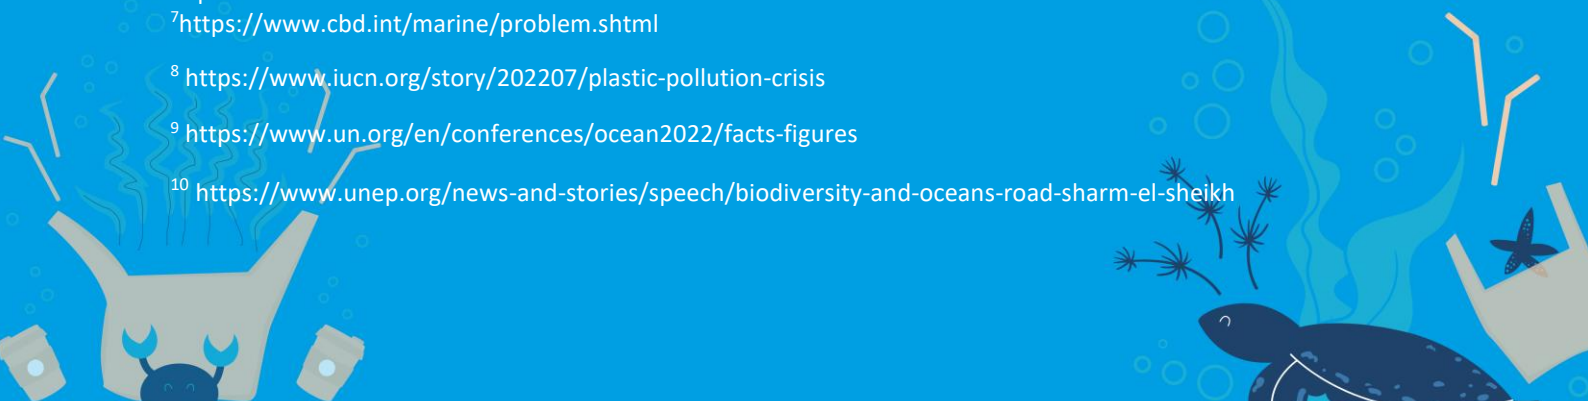 ⁷https://www.cbd.int/marine/problem.shtml
⁸ https://www.iucn.org/story/202207/plastic-pollution-crisis
⁹ https://www.un.org/en/conferences/ocean2022/facts-figures
¹⁰ https://www.unep.org/news-and-stories/speech/biodiversity-and-oceans-road-sharm-el-sheikh